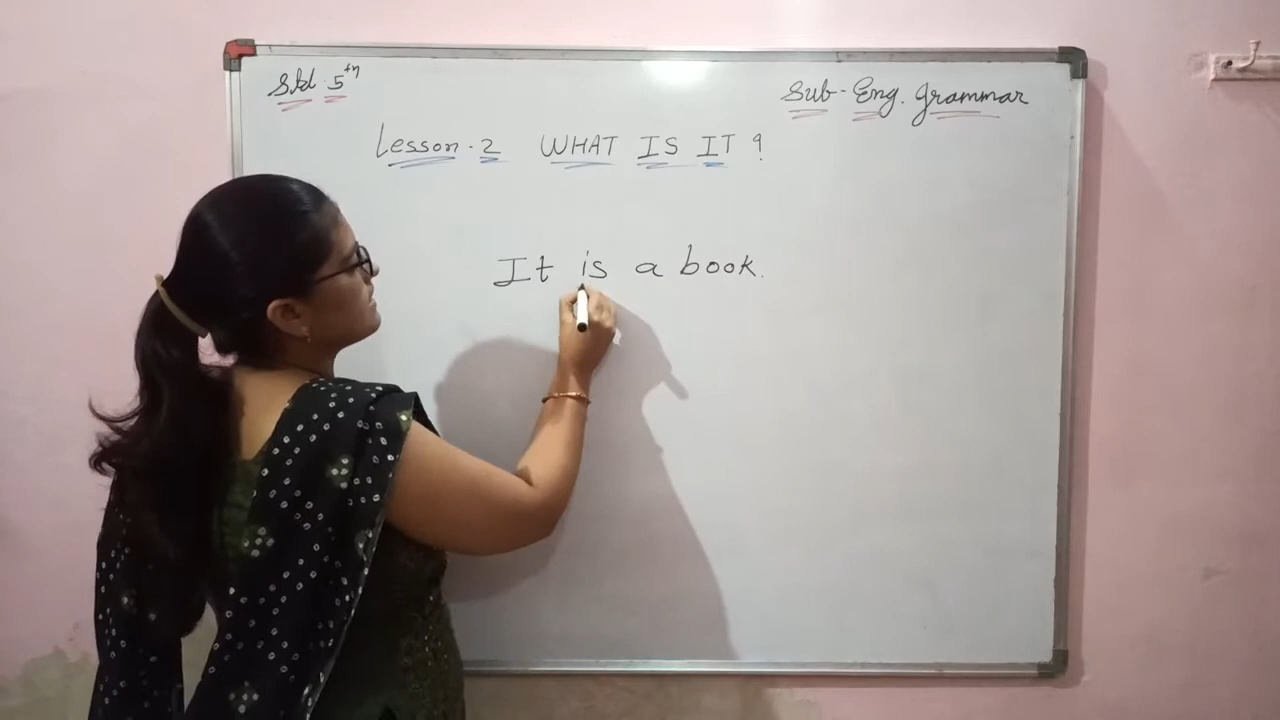 Std. 5th
Sub- Eng. Grammar
Lesson-2 WHAT IS IT?
It is a book.